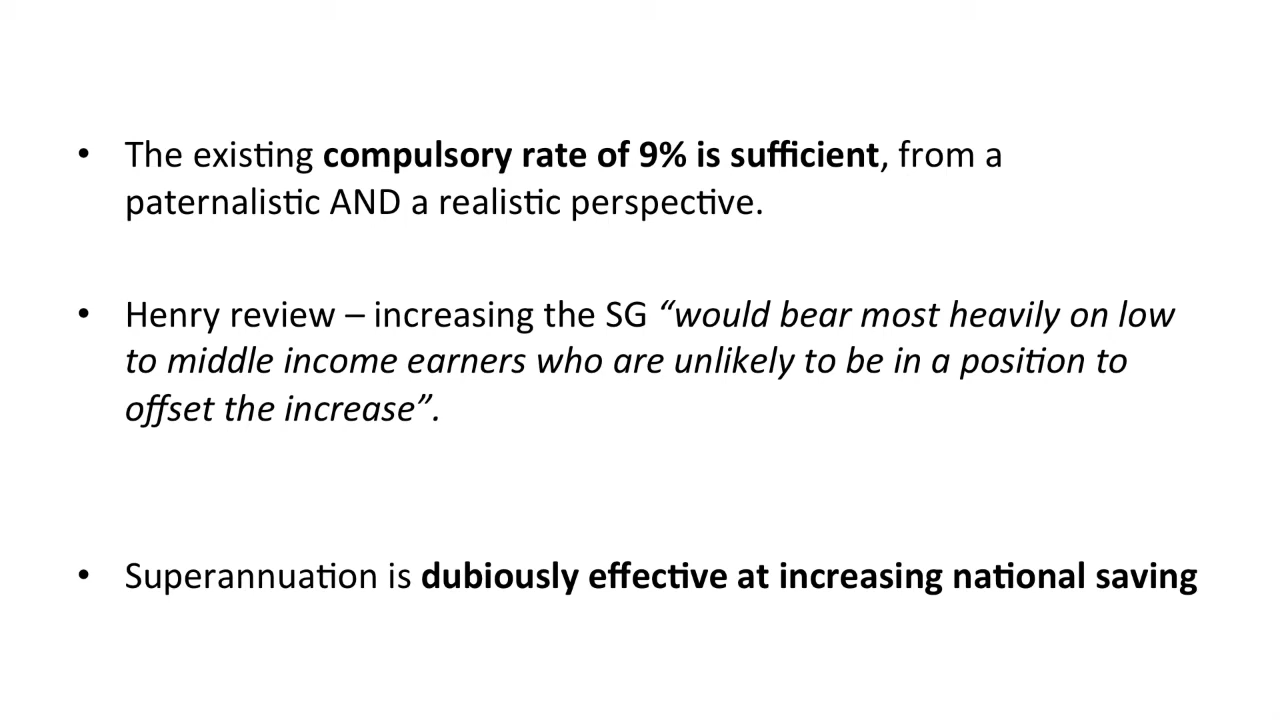 • The existing compulsory rate of 9% is sufficient, from a
paternalistic AND a realistic perspective.
• Henry review – increasing the SG “would bear most heavily on low
to middle income earners who are unlikely to be in a position to
offset the increase”.
• Superannuation is dubiously effective at increasing national saving